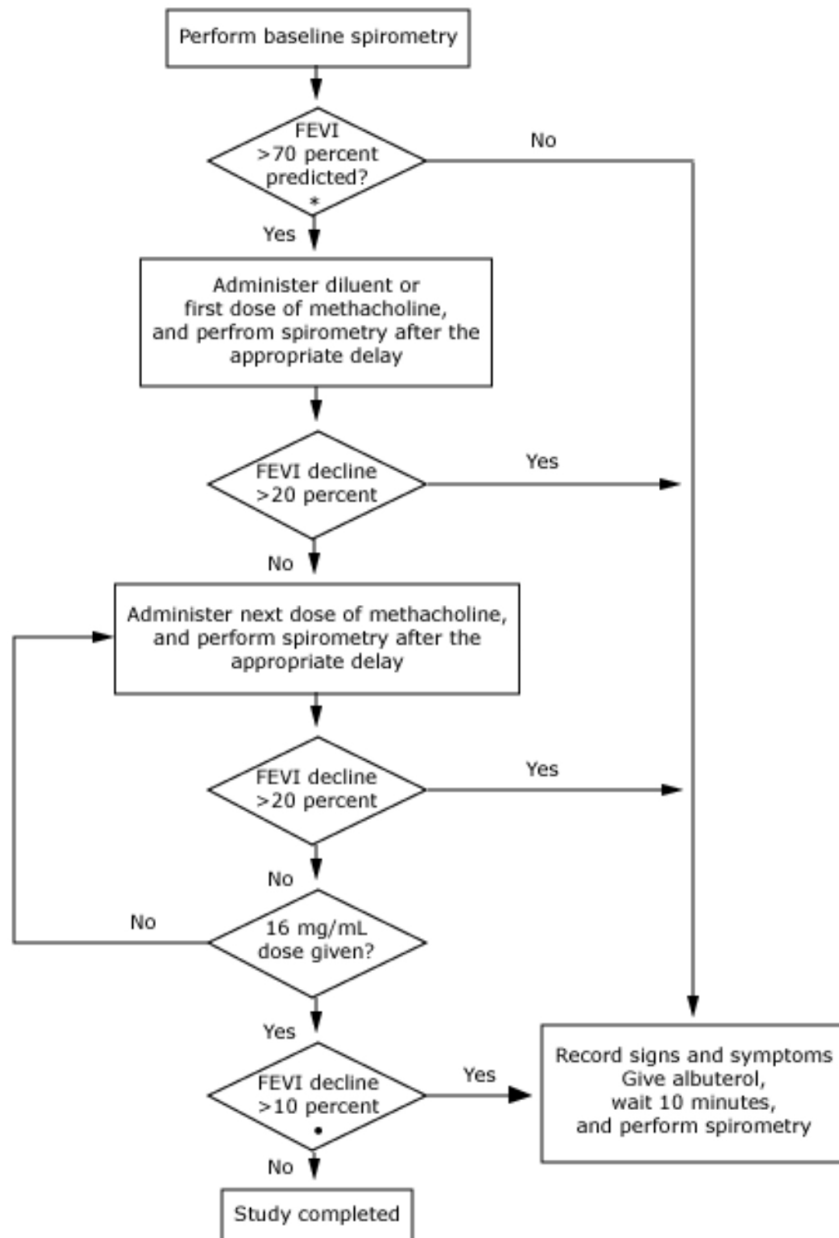 Perform baseline spirometry
FEVI
>70 percent
predicted?
*
No
Yes
Administer diluent or
first dose of methacholine,
and perfrom spirometry after the
appropriate delay
FEVI decline
>20 percent
Yes
No
Administer next dose of methacholine,
and perform spirometry after the
appropriate delay
FEVI decline
>20 percent
Yes
No
No
16 mg/mL
dose given?
Yes
FEVI decline
>10 percent
•
Yes
Record signs and symptoms
Give albuterol,
wait 10 minutes,
and perform spirometry
No
Study completed